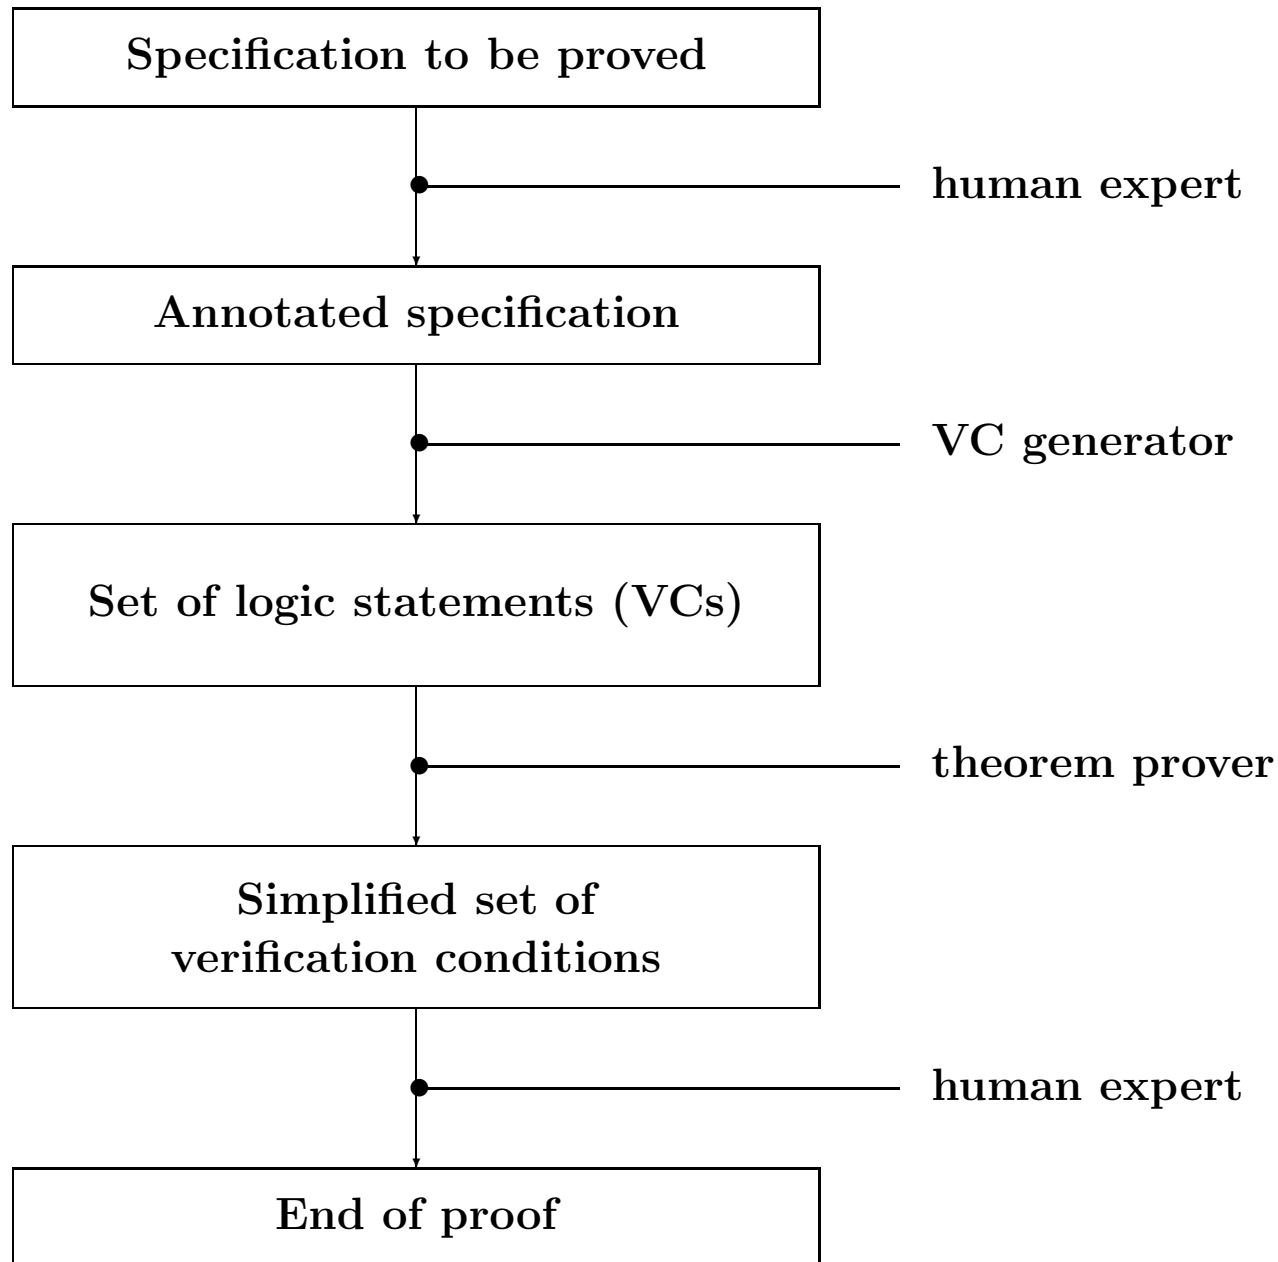 Specification to be proved
human expert
Annotated specification
VC generator
Set of logic statements (VCs)
theorem prover
Simplified set of
verification conditions
human expert
End of proof